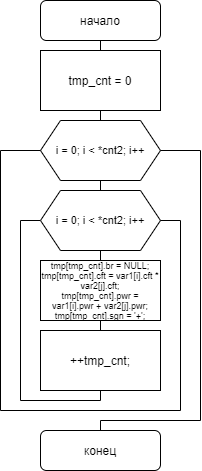 начало
tmp_cnt = 0
i = 0; i < *cnt2; i++
i = 0; i < *cnt2; i++
tmp[tmp_cnt].br = NULL;
tmp[tmp_cnt].cft = var1[i].cft *
var2[j].cft;
tmp[tmp_cnt].pwr =
var1[i].pwr + var2[j].pwr;
tmp[tmp_cnt].sgn = '+';
++tmp_cnt;
конец